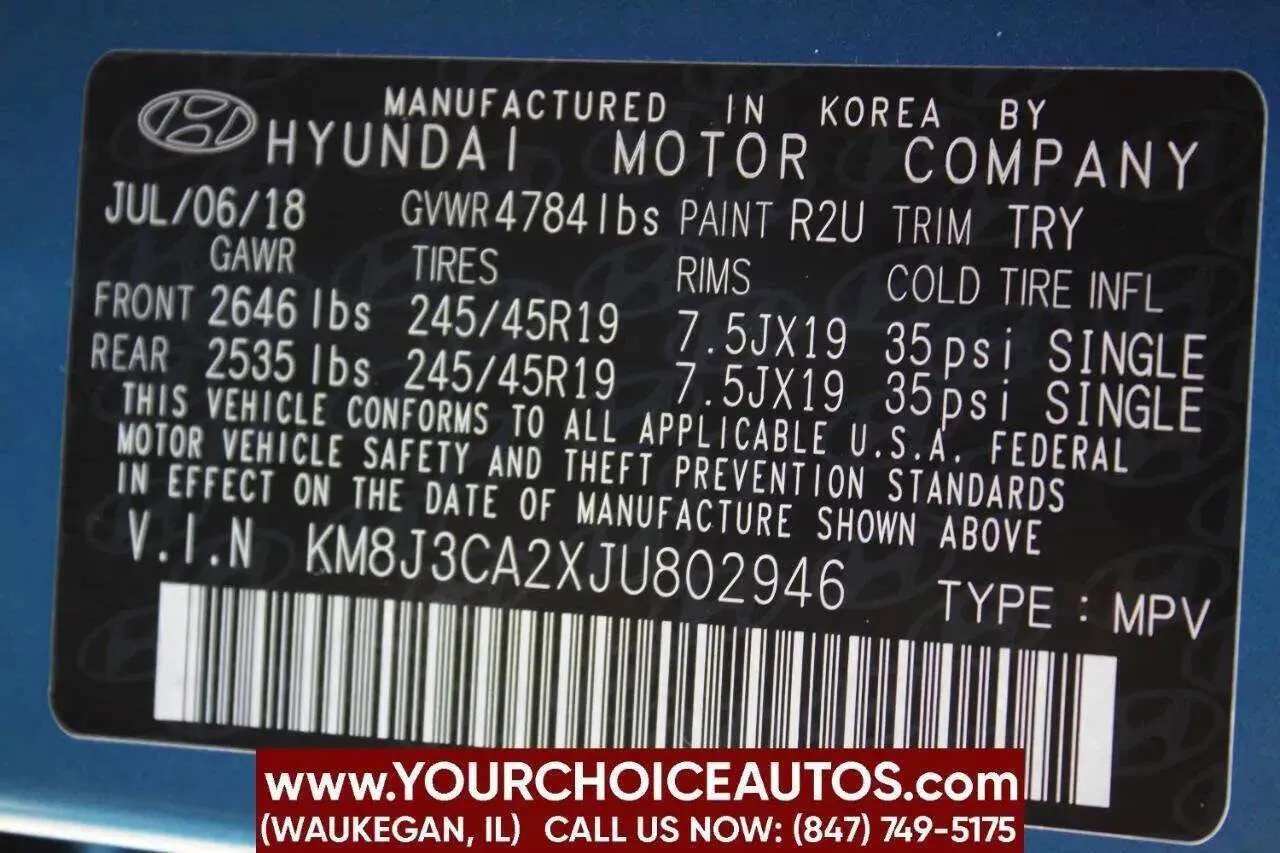 MANUFACTURED IN KOREA BY
HYUNDAI MOTOR COMPANY
JUL/06/18 GVWR 4784 lbs PAINT R2U TRIM TRY
GAWR TIRES RIMS COLD TIRE INFL
FRONT 2646 lbs 245/45R19 7.5JX19 35psi SINGLE
REAR 2535 lbs 245/45R19 7.5JX19 35psi SINGLE
THIS VEHICLE CONFORMS TO ALL APPLICABLE U.S.A. FEDERAL
MOTOR VEHICLE SAFETY AND THEFT PREVENTION STANDARDS
IN EFFECT ON THE DATE OF MANUFACTURE SHOWN ABOVE
V.I.N KM8J3CA2XJU802946 TYPE : MPV
www.YOURCHOICEAUTOS.com
(WAUKEGAN, IL) CALL US NOW: (847) 749-5175